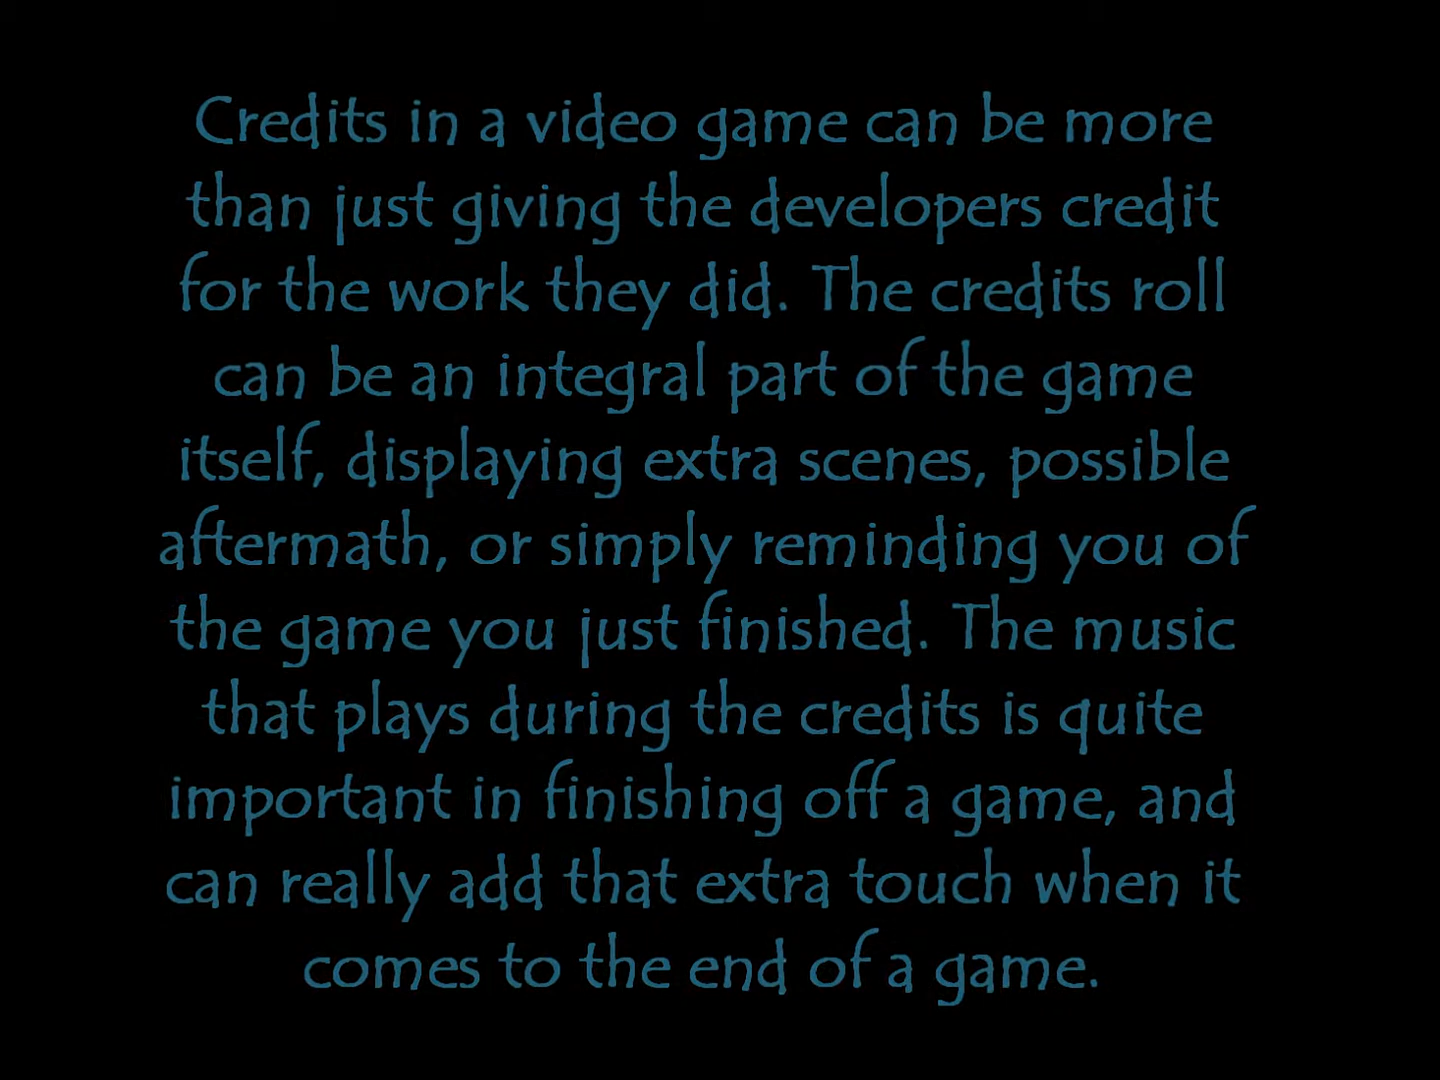 Credits in a video game can be more
than just giving the developers credit
for the work they did. The credits roll
can be an integral part of the game
itself, displaying extra scenes, possible
aftermath, or simply reminding you of
the game you just finished. The music
that plays during the credits is quite
important in finishing off a game, and
can really add that extra touch when it
comes to the end of a game.